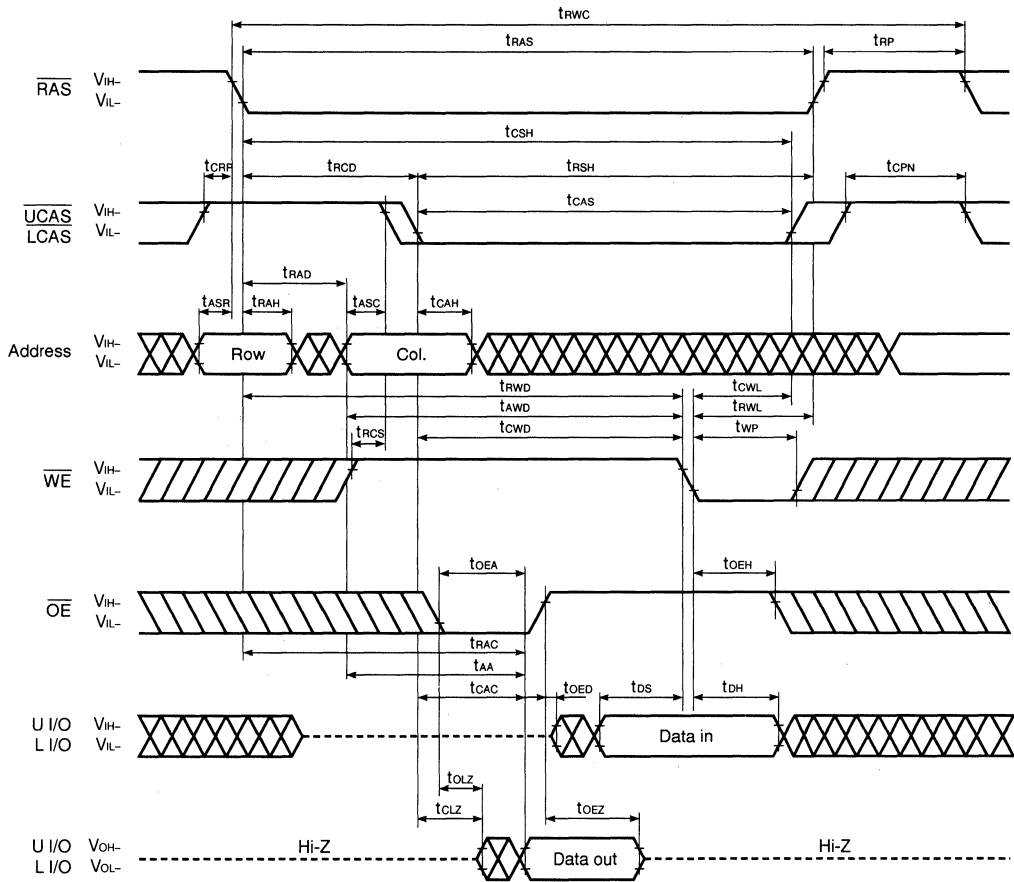 tRWC
tRAS
tRP
RAS
VIH–
VIL–
tCSH
tCRP
tRCD
tRSH
tCPN
UCAS
LCAS
VIH–
VIL–
tCAS
tRAD
tASR
tRAH
tASC
tCAH
Address
VIH–
VIL–
Row
Col.
tRWD
tCWL
tAWD
tRWL
tCWD
tWP
tRCS
WE
VIH–
VIL–
tOEA
tOEH
OE
VIH–
VIL–
tRAC
tAA
tCAC
tOED
tDS
tDH
U I/O
L I/O
VIH–
VIL–
Data in
tOLZ
tCLZ
tOEZ
U I/O
L I/O
VOH–
VOL–
Hi-Z
Data out
Hi-Z